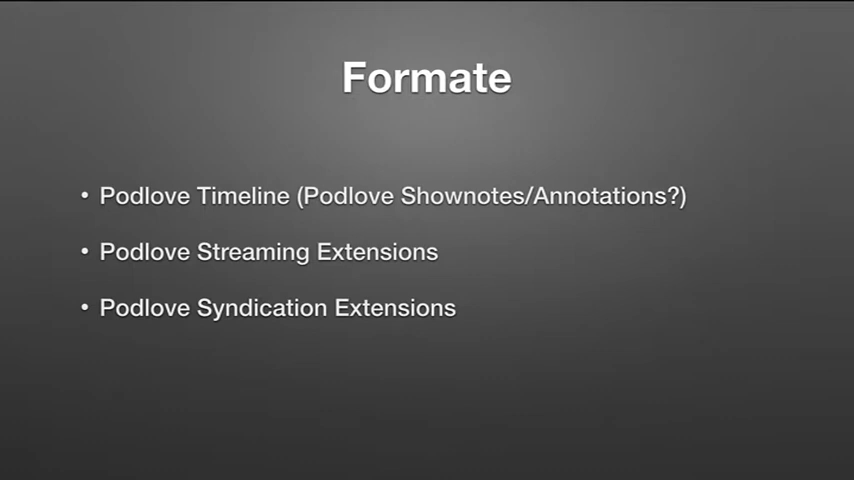 Formate
• Podlove Timeline (Podlove Shownotes/Annotations?)
• Podlove Streaming Extensions
• Podlove Syndication Extensions